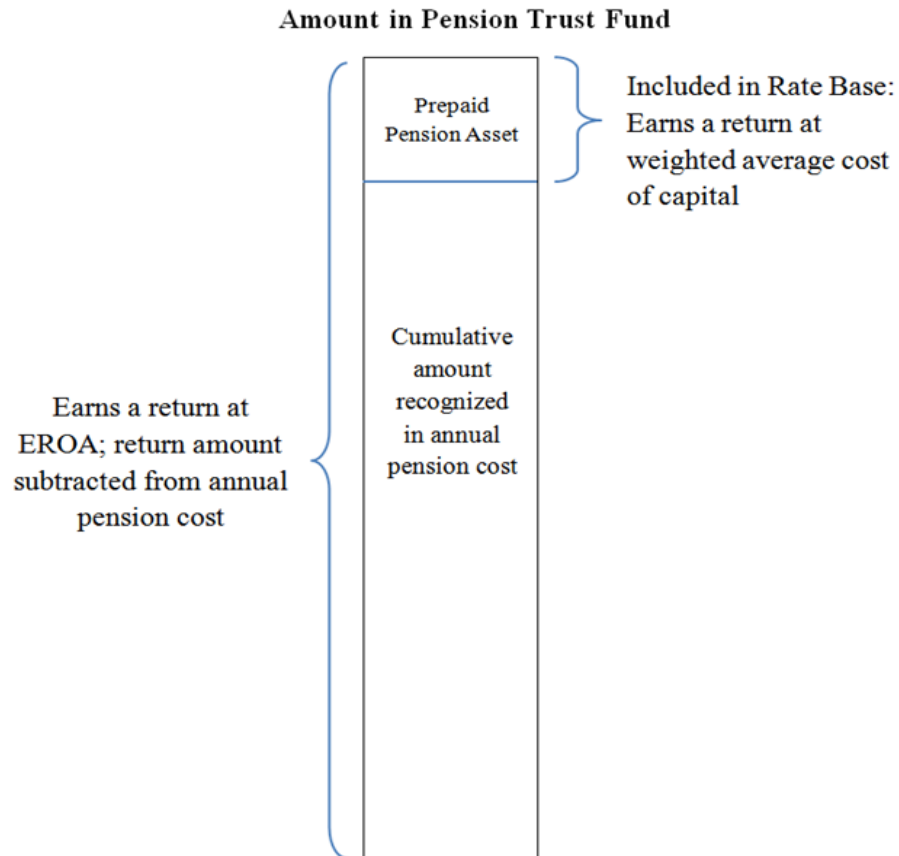 Amount in Pension Trust Fund
Prepaid
Pension Asset
Included in Rate Base:
Earns a return at
weighted average cost
of capital
Cumulative
amount
recognized
in annual
pension cost
Earns a return at
EROA; return amount
subtracted from annual
pension cost